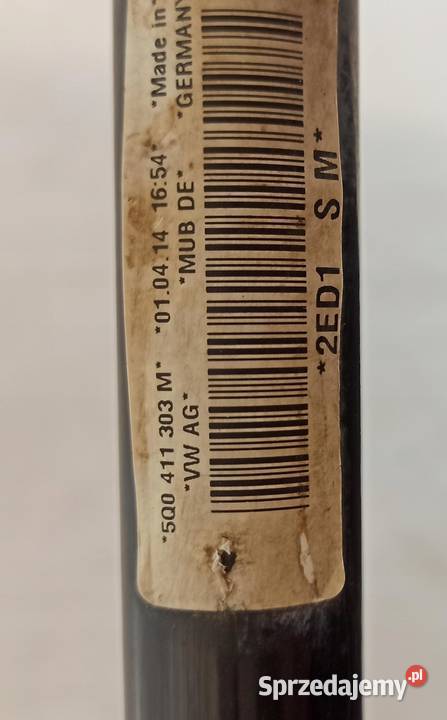 *5Q0 411 303 M* *01.04.14 16:54* *Made in*
*VW AG* *MUB DE* *GERMANY
*2ED1 S M*
Sprzedajemy.pl